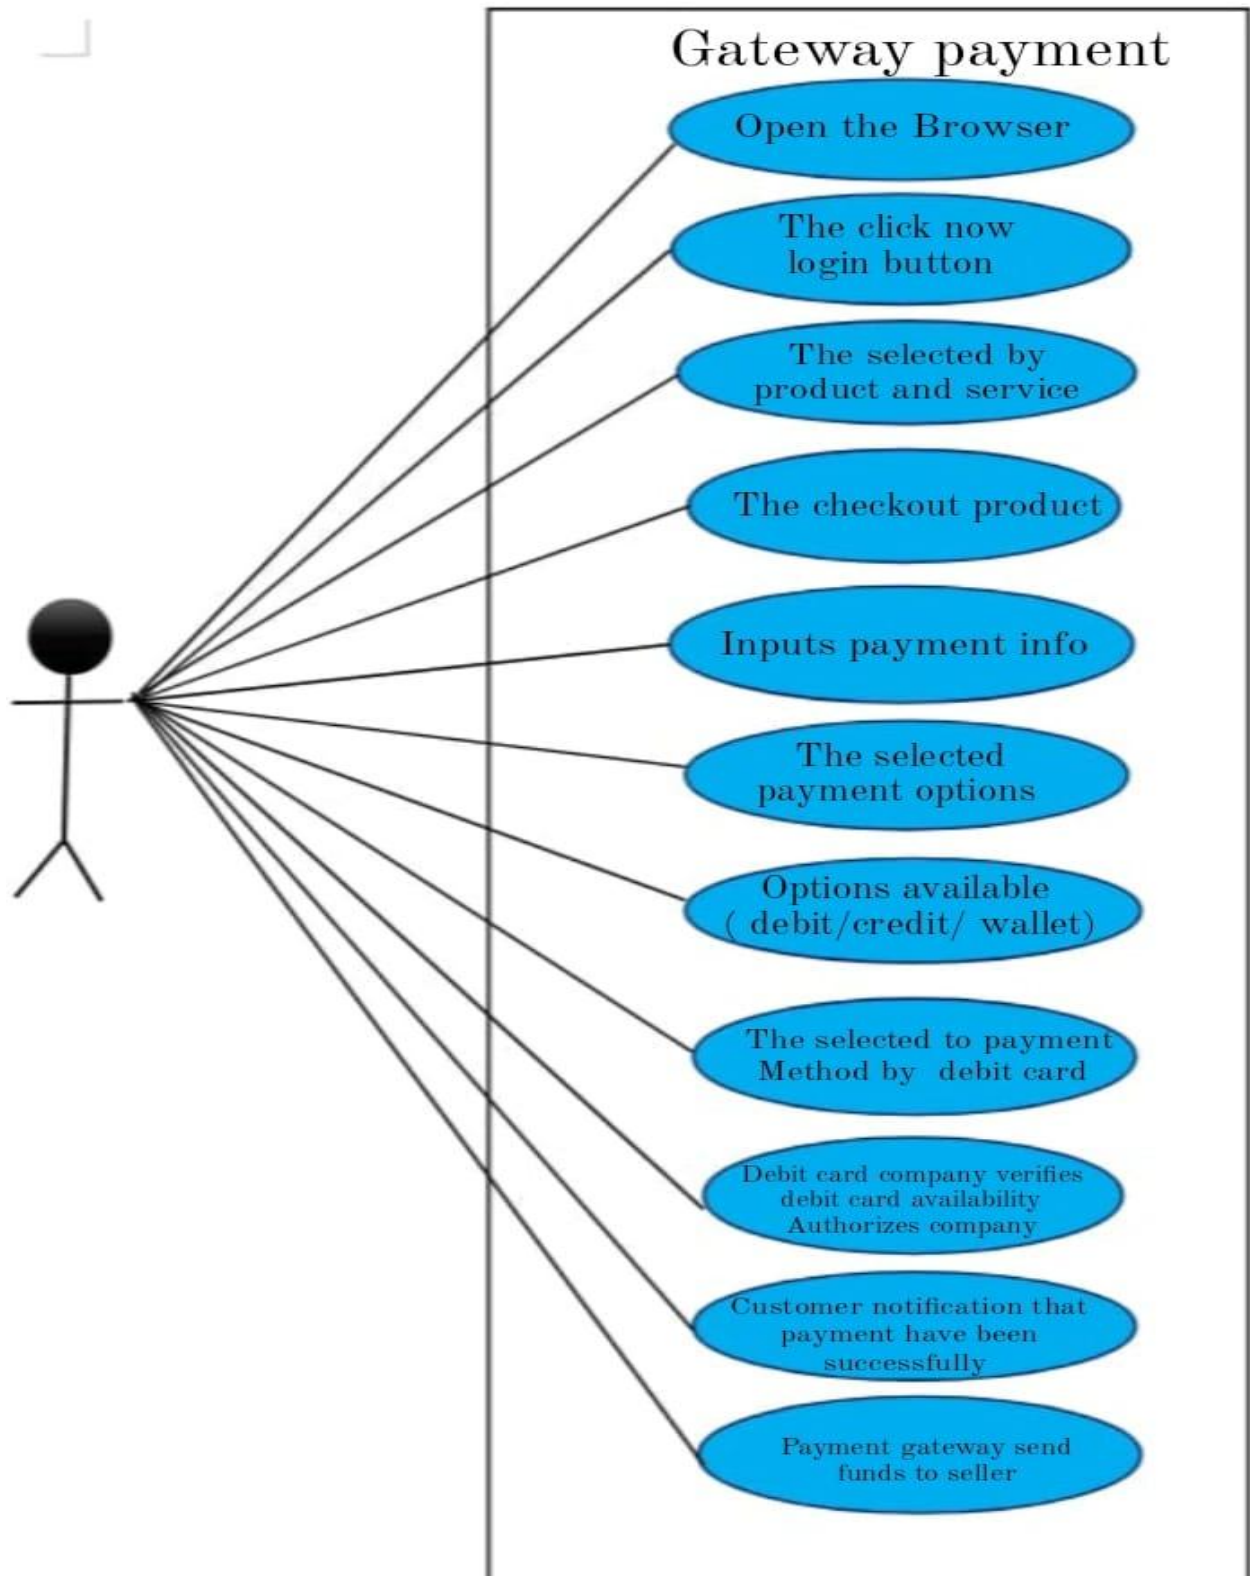 Gateway payment
Open the Browser
The click now
login button
The selected by
product and service
The checkout product
Inputs payment info
The selected
payment options
Options available
( debit/credit/ wallet)
The selected to payment
Method by debit card
Debit card company verifies
debit card availability
Authorizes company
Customer notification that
payment have been
successfully
Payment gateway send
funds to seller